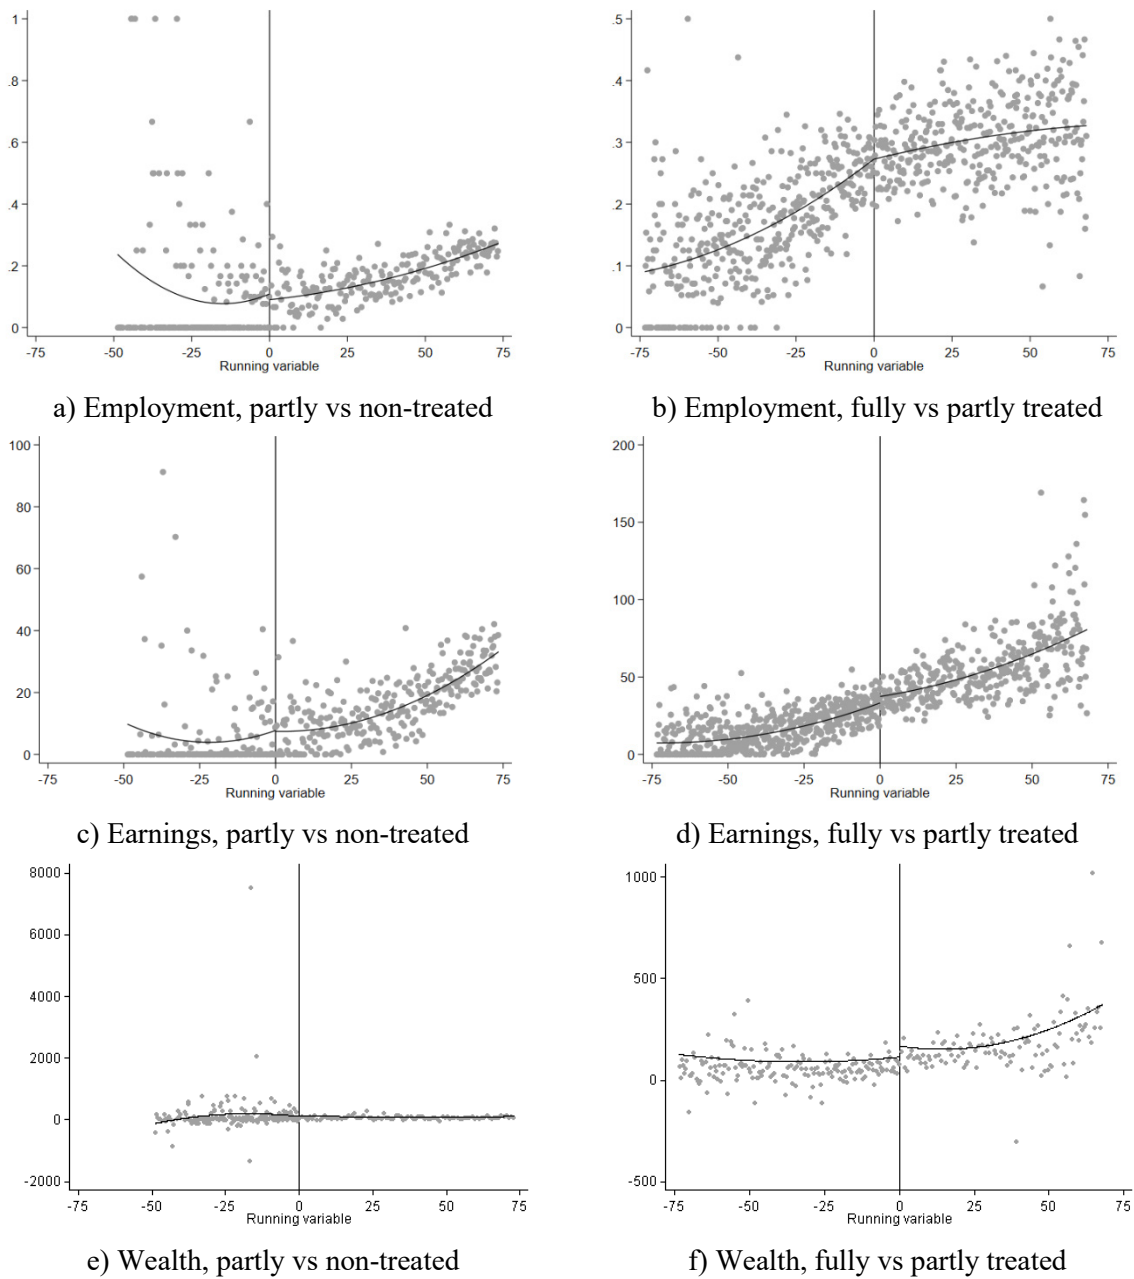 1
.8
.6
.4
.2
0
-75 -50 -25 0 25 50 75
Running variable
a) Employment, partly vs non-treated
.5
.4
.3
.2
.1
0
-75 -50 -25 0 25 50 75
Running variable
b) Employment, fully vs partly treated
100
80
60
40
20
0
-75 -50 -25 0 25 50 75
Running variable
c) Earnings, partly vs non-treated
200
150
100
50
0
-75 -50 -25 0 25 50 75
Running variable
d) Earnings, fully vs partly treated
8000
6000
4000
2000
0
-2000
-75 -50 -25 0 25 50 75
Running variable
e) Wealth, partly vs non-treated
1000
500
0
-500
-75 -50 -25 0 25 50 75
Running variable
f) Wealth, fully vs partly treated